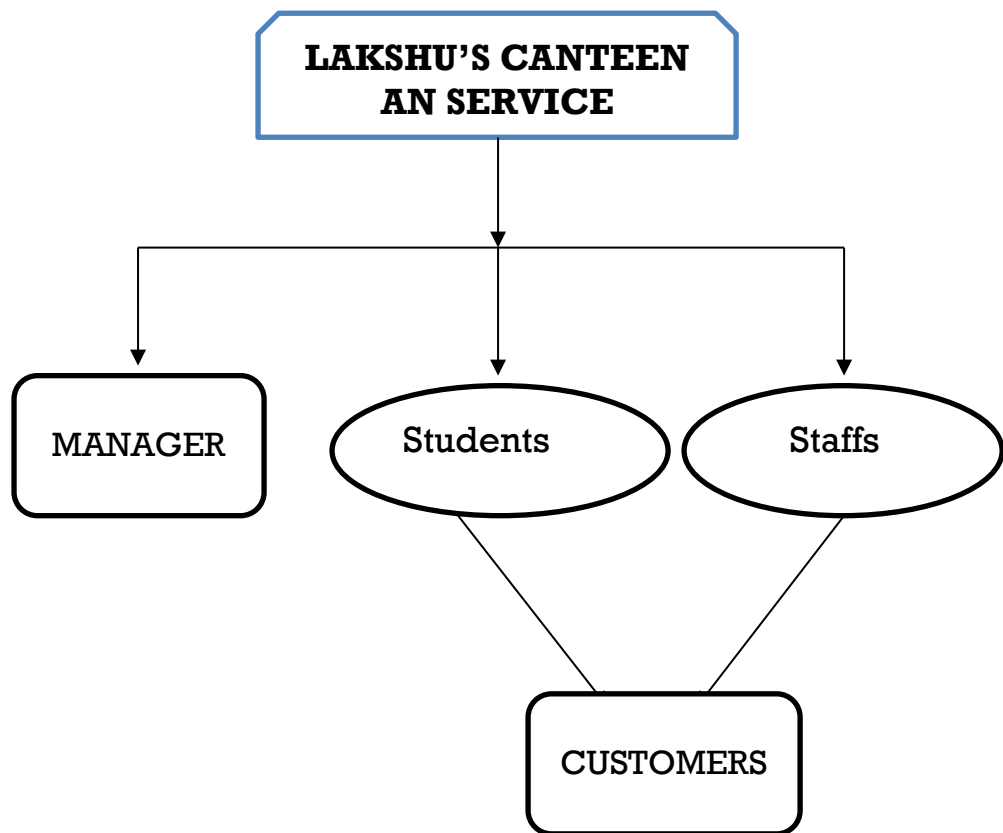 LAKSHU’S CANTEEN
AN SERVICE
MANAGER
Students
Staffs
CUSTOMERS